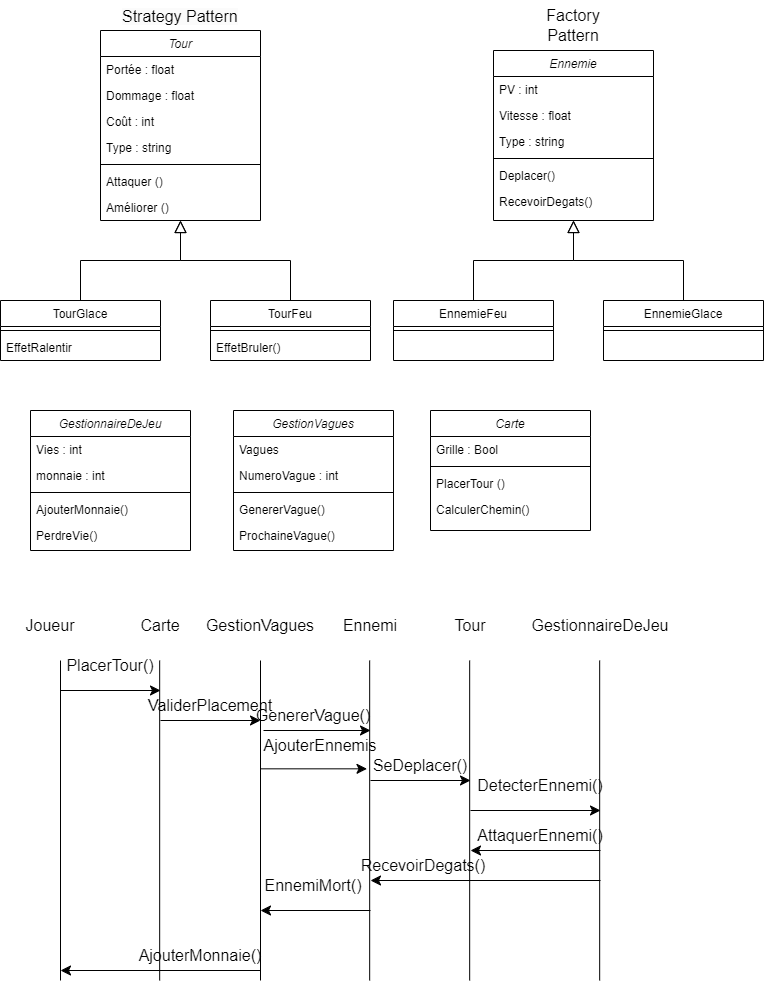 Strategy Pattern
Tour
Portée : float
Dommage : float
Coût : int
Type : string
Attaquer ()
Améliorer ()
TourGlace
EffetRalentir
TourFeu
EffetBruler()
Factory
Pattern
Ennemie
PV : int
Vitesse : float
Type : string
Deplacer()
RecevoirDegats()
EnnemieFeu
EnnemieGlace
GestionnaireDeJeu
Vies : int
monnaie : int
AjouterMonnaie()
PerdreVie()
GestionVagues
Vagues
NumeroVague : int
GenererVague()
ProchaineVague()
Carte
Grille : Bool
PlacerTour ()
CalculerChemin()
Joueur
Carte
GestionVagues
Ennemi
Tour
GestionnaireDeJeu
PlacerTour()
ValiderPlacement
GenererVague()
AjouterEnnemis
SeDeplacer()
DetecterEnnemi()
AttaquerEnnemi()
RecevoirDegats()
EnnemiMort()
AjouterMonnaie()